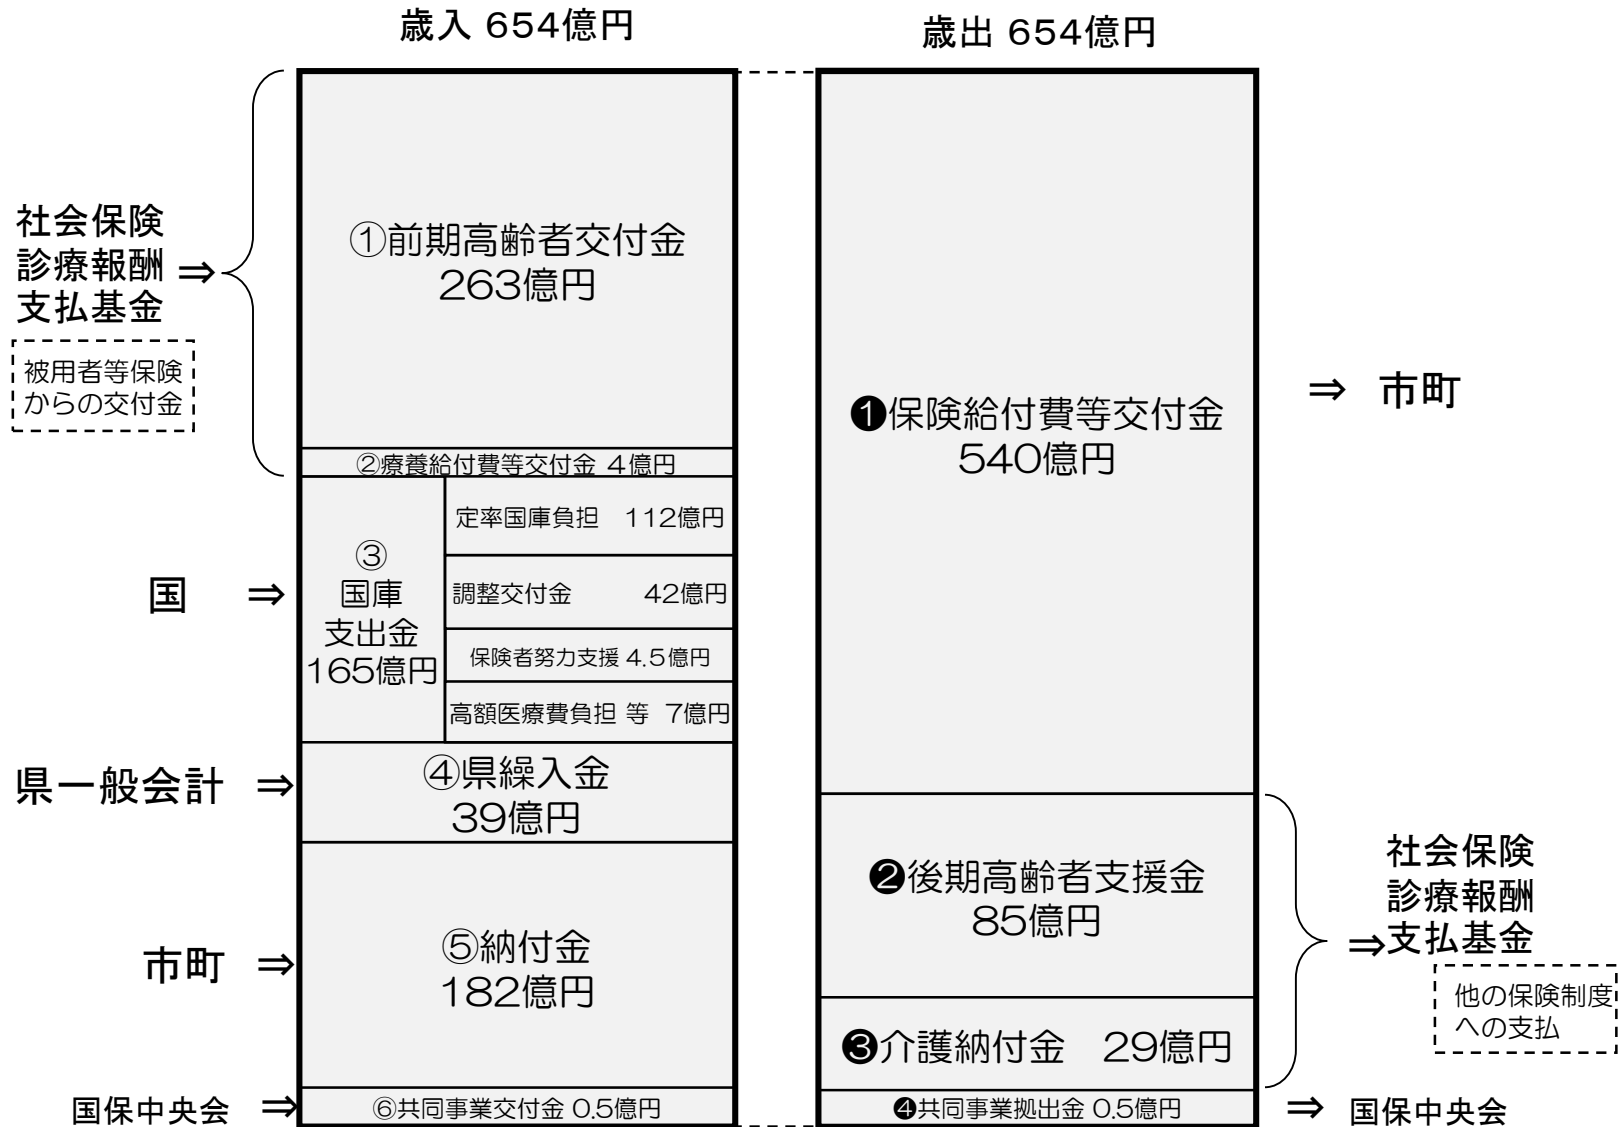 歳入 654億円
歳出 654億円
社会保険
診療報酬
支払基金
⇒
被用者等保険
からの交付金
①前期高齢者交付金
263億円
②療養給付費等交付金 4億円
国 ⇒
③
国庫
支出金
165億円
定率国庫負担 112億円
調整交付金 42億円
保険者努力支援 4.5億円
高額医療費負担 等 7億円
県一般会計 ⇒
④県繰入金
39億円
市町 ⇒
⑤納付金
182億円
国保中央会 ⇒
⑥共同事業交付金 0.5億円
❶保険給付費等交付金
540億円
⇒ 市町
❷後期高齢者支援金
85億円
❸介護納付金 29億円
社会保険
診療報酬
⇒支払基金
他の保険制度
への支払
❹共同事業拠出金 0.5億円
⇒ 国保中央会